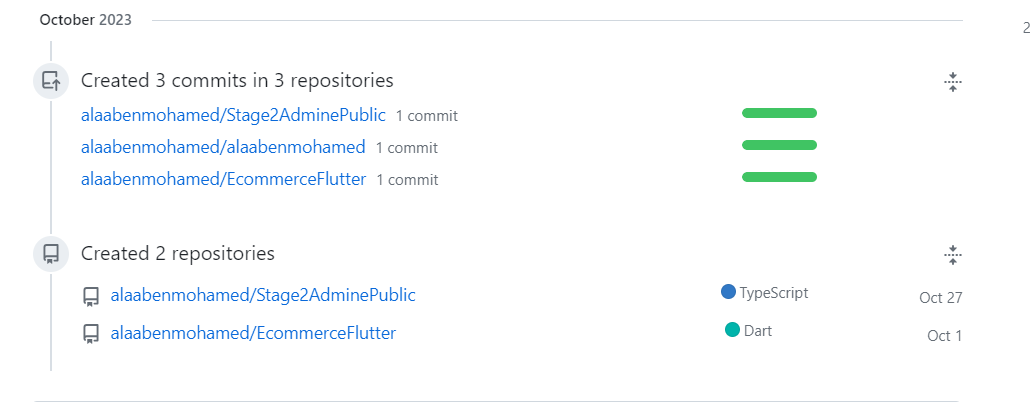 October 2023
2
Created 3 commits in 3 repositories
alaabenmohamed/Stage2AdminePublic 1 commit
alaabenmohamed/alaabenmohamed 1 commit
alaabenmohamed/EcommerceFlutter 1 commit
Created 2 repositories
alaabenmohamed/Stage2AdminePublic TypeScript Oct 27
alaabenmohamed/EcommerceFlutter Dart Oct 1